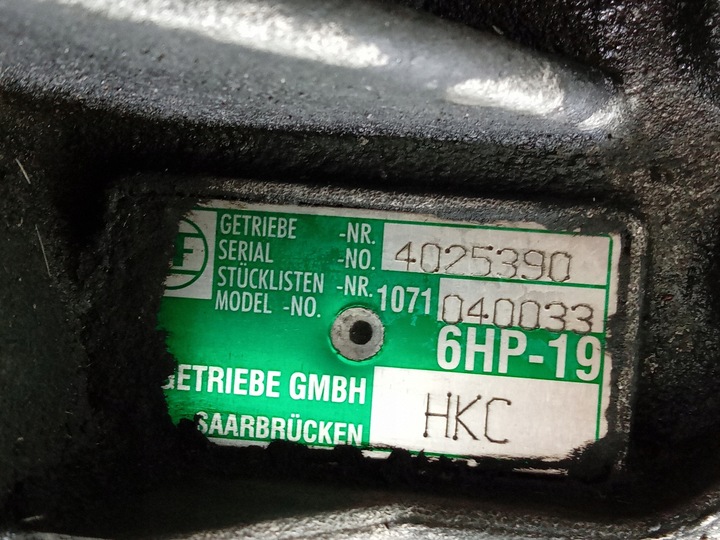 F
GETRIEBE -NR.
SERIAL -NO. 4025390
STÜCKLISTEN -NR.
MODEL -NO. 1071 040033
6HP-19
GETRIEBE GMBH
SAARBRÜCKEN
HKC